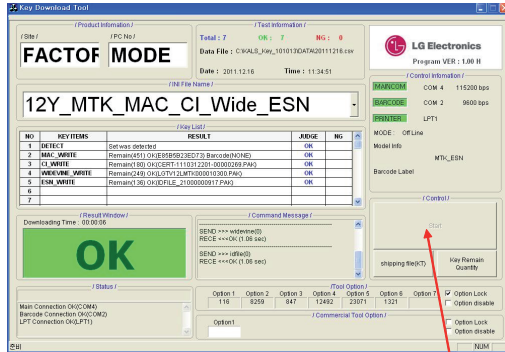 Key Download Tool
/ Product Information /
/ Site /
/ PC No /
FACTOF
MODE
/ Test Information /
Total : 7 OK : 7 NG : 0
Data File : C:\KALS_Key_101013\DATA\20111216.csv
Date : 2011.12.16 Time : 11:34:51
LG Electronics
Program VER : 1.00 H
/ INI File Name /
12Y_MTK_MAC_CI_Wide_ESN
/ Control Infomation /
MAINCOM COM 4 115200 bps
BARCODE COM 2 9600 bps
PRINTER LPT1
MODE : Off Line
Model Info
MTK_ESN
Barcode Label
/ Key List /
NO KEY ITEMS RESULT JUDGE NG
1 DETECT Set was detected OK
2 MAC_WRITE Remain(451) OK(E85B5B23ED73) Barcode(NONE) OK
3 CI_WRITE Remain(180) OK(CERT-1110312201-00000269.PAK) OK
4 WIDEVINE_WRITE Remain(249) OK(LGTV12LMTK000010300.PAK) OK
5 ESN_WRITE Remain(136) OK(IDFILE_21000000917.PAK) OK
6
7
/ Result Window /
Downloading Time : 00:00:06
OK
/ Command Message /
SEND >>> widevine(0)
RECE <<<OK (1.06 sec)
SEND >>> idfile(0)
RECE <<<OK (1.06 sec)
/ Control /
Start
shipping file(KT)
Key Remain Quantity
/ Status /
Main Connection OK(COM4)
Barcode Connection OK(COM2)
LPT Connection OK(LPT1)
/Tool Option /
Option 1 Option 2 Option 3 Option 4 Option 5 Option 6 Option 7
116 8259 847 12492 23071 1321
Option Lock
Option disable
/ Commercial Tool Option /
Option1
Option Lock
Option disable
준비
NUM